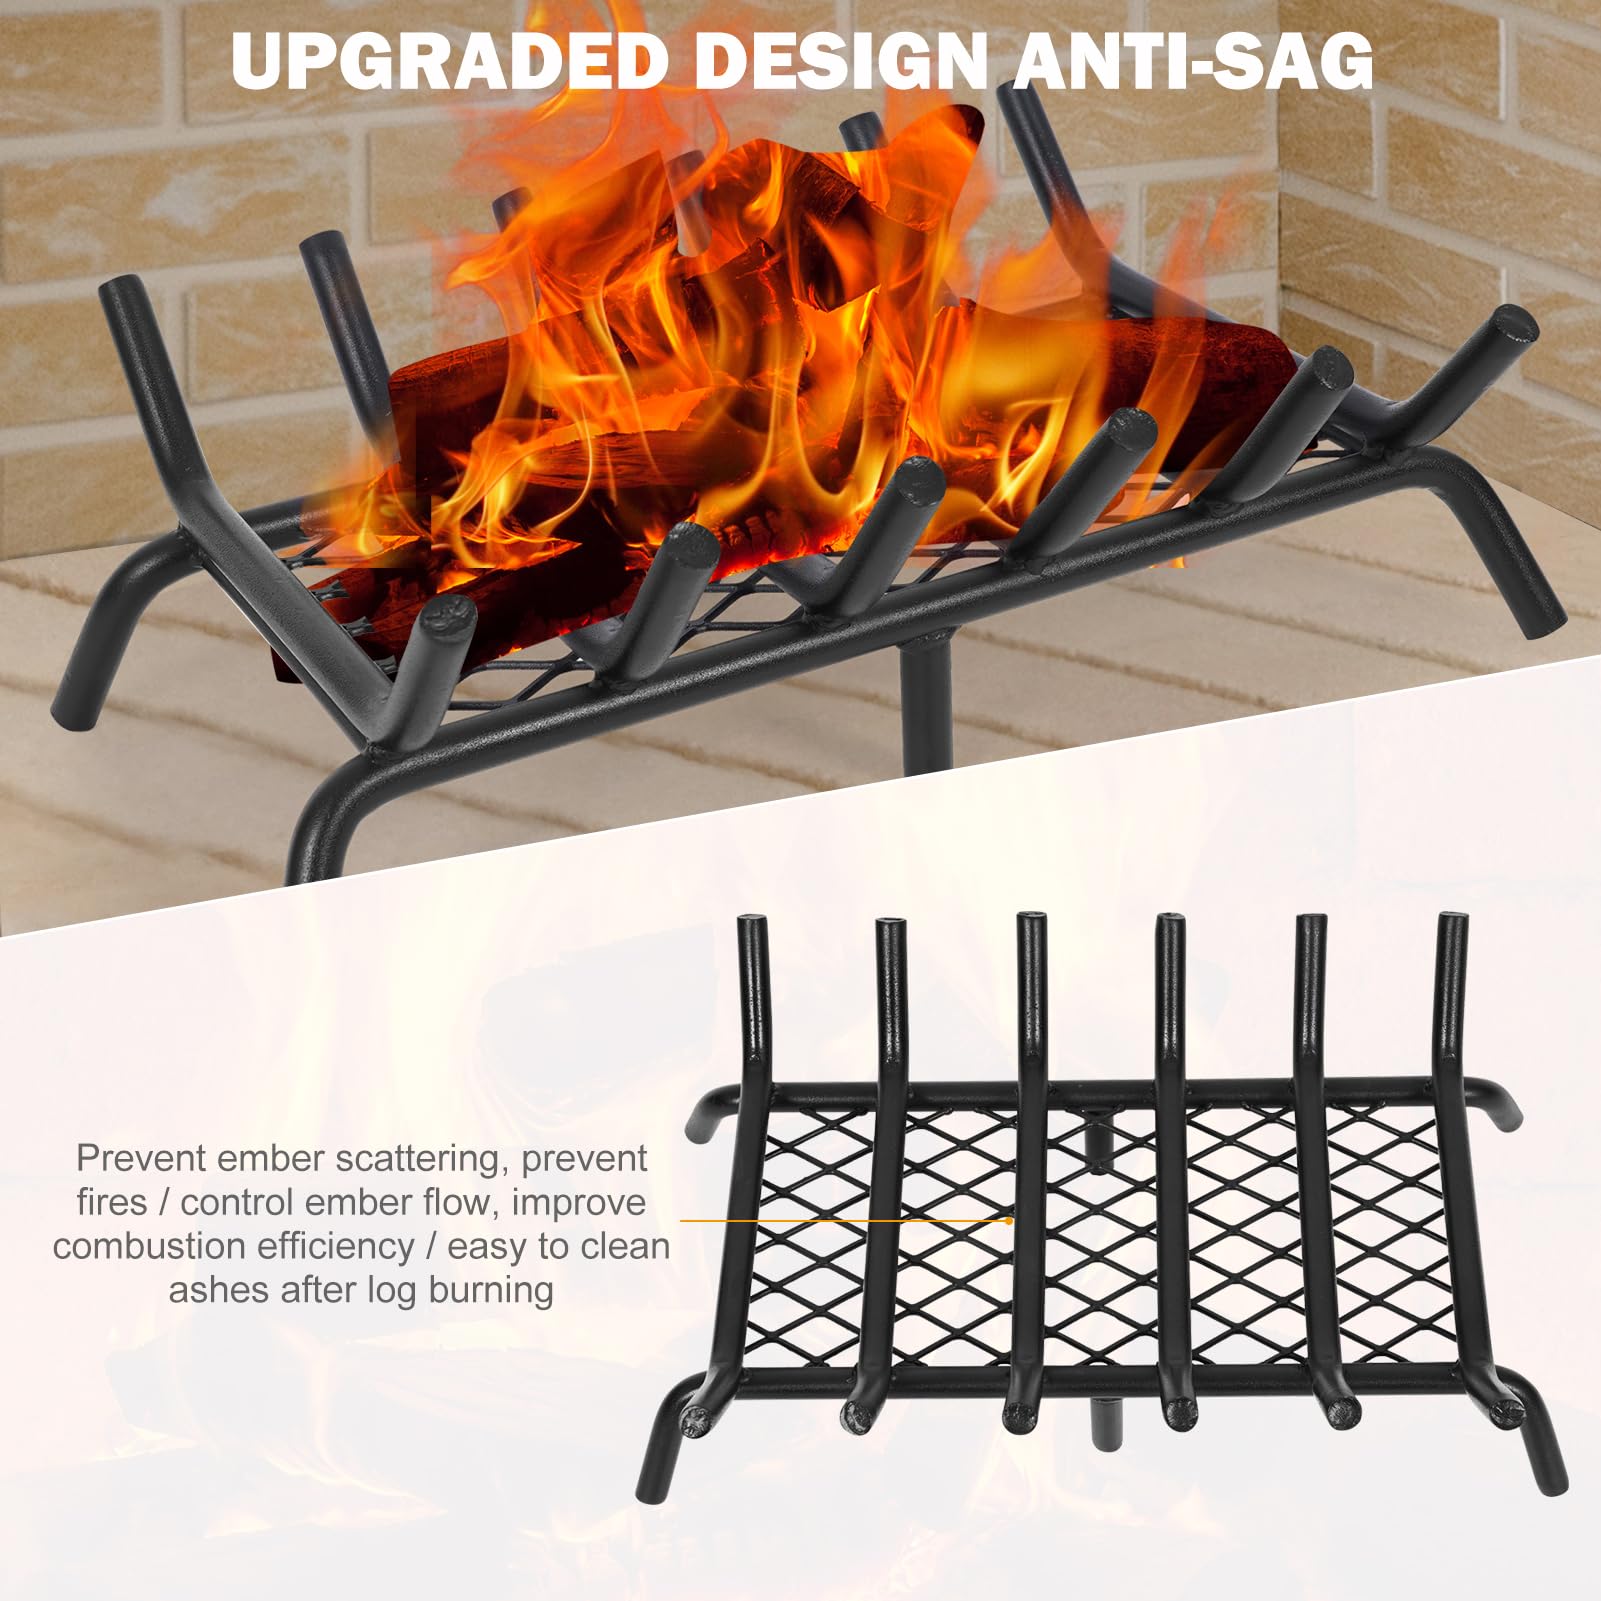 UPGRADED DESIGN ANTI-SAG
Prevent ember scattering, prevent
fires / control ember flow, improve
combustion efficiency / easy to clean
ashes after log burning